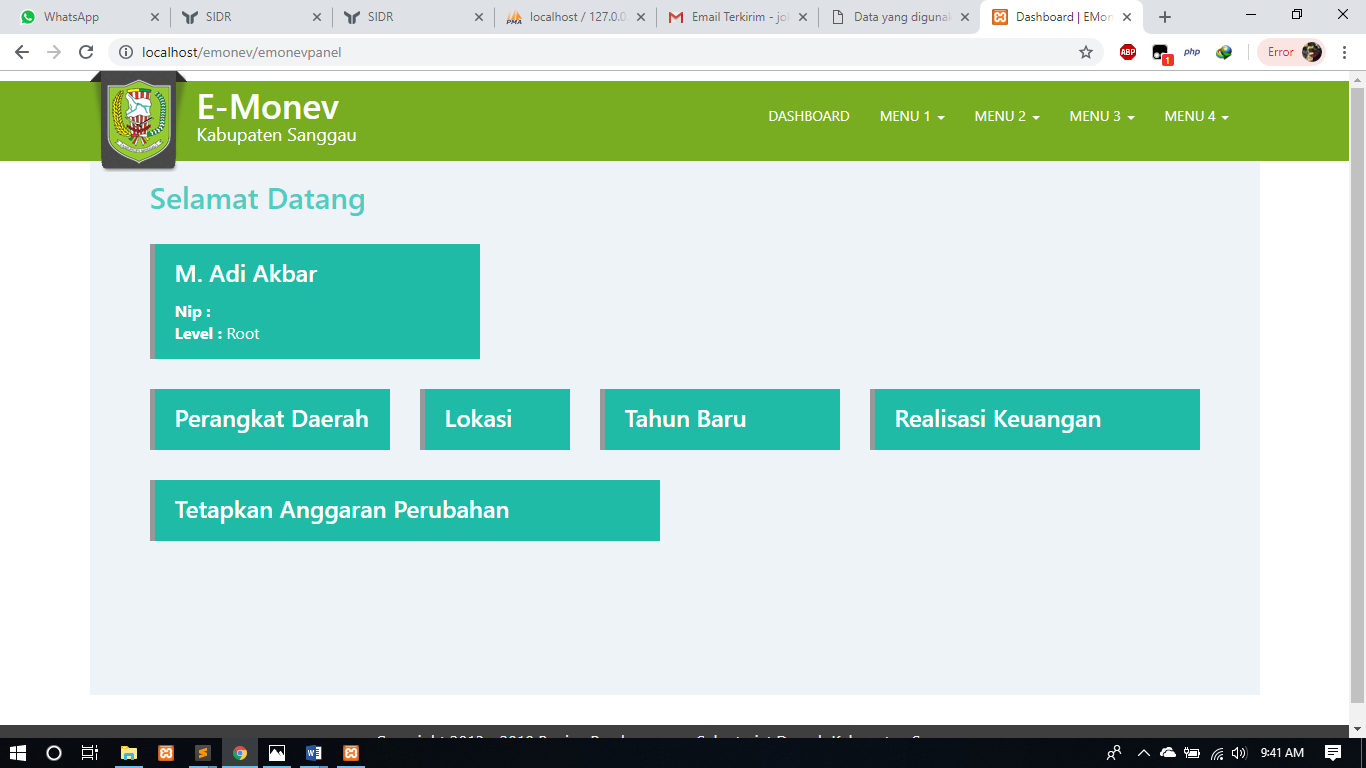 WhatsApp
SIDR
SIDR
localhost / 127.0.0
Email Terkirim - jo
Data yang diguna
Dashboard | EMon
localhost/emonev/emonevpanel
ABP
1
php
Error
E-Monev
Kabupaten Sanggau
DASHBOARD
MENU 1
MENU 2
MENU 3
MENU 4
Selamat Datang
M. Adi Akbar
Nip :
Level : Root
Perangkat Daerah
Lokasi
Tahun Baru
Realisasi Keuangan
Tetapkan Anggaran Perubahan
9:41 AM